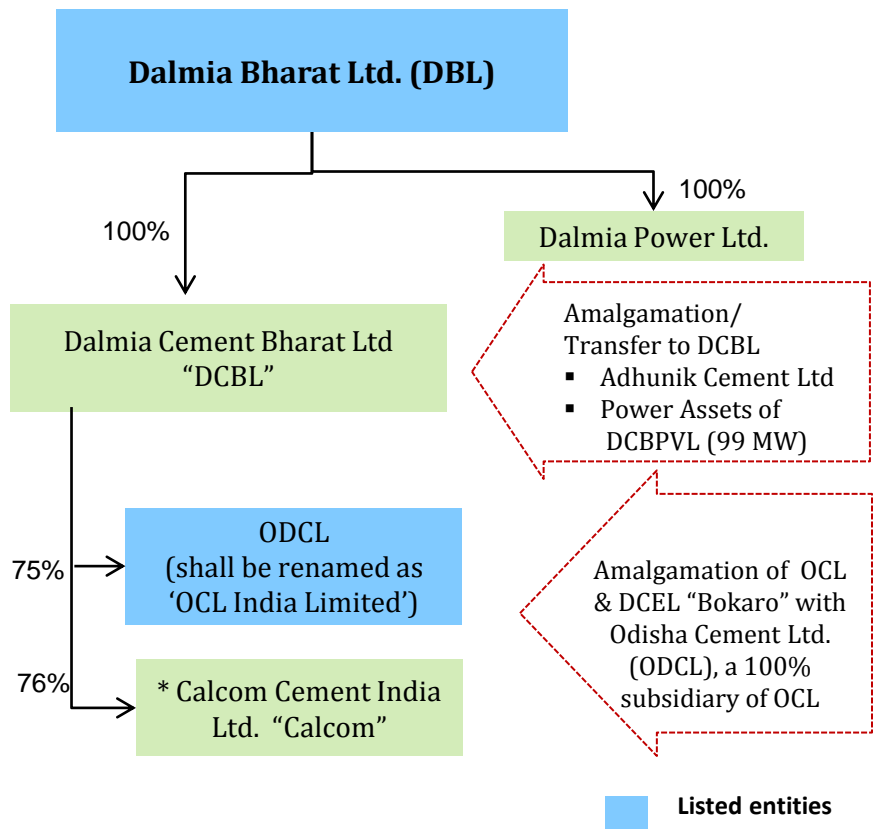 Dalmia Bharat Ltd. (DBL)
100%
100%
Dalmia Power Ltd.
Dalmia Cement Bharat Ltd
“DCBL”
Amalgamation/
Transfer to DCBL
▪ Adhunik Cement Ltd
▪ Power Assets of
DCBPVL (99 MW)
75%
ODCL
(shall be renamed as
‘OCL India Limited’)
Amalgamation of OCL
& DCEL “Bokaro” with
Odisha Cement Ltd.
(ODCL), a 100%
subsidiary of OCL
76%
* Calcom Cement India
Ltd. “Calcom”
Listed entities